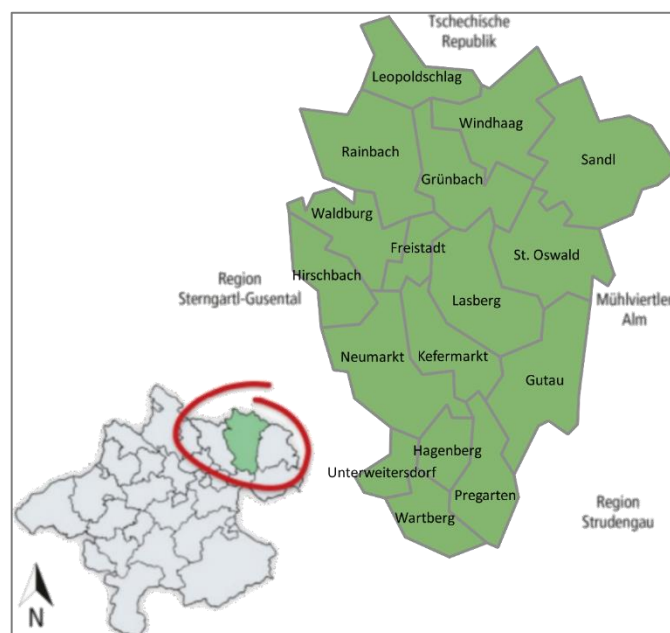 Tschechische
Republik
Leopoldschlag
Windhaag
Rainbach
Sandl
Grünbach
Waldburg
Freistadt
St. Oswald
Region
Sterngartl-Gusental
Hirschbach
Lasberg
Mühlviertler
Alm
Neumarkt
Kefermarkt
Gutau
Hagenberg
Unterweitersdorf
Pregarten
Wartberg
Region
Strudengau
N